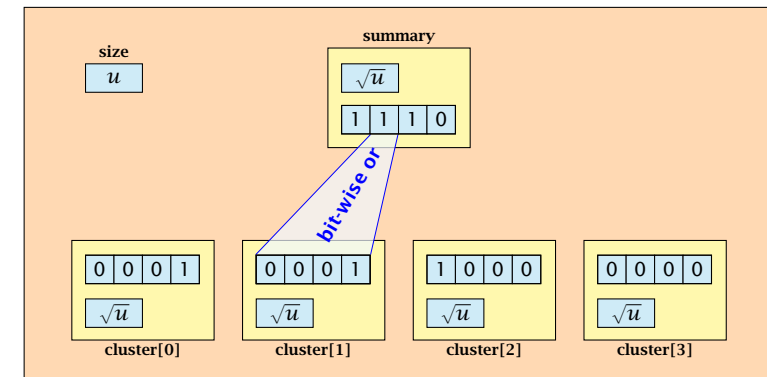 summary
size
u
√u
1 1 1 0
bit-wise or
0 0 0 1
0 0 0 1
1 0 0 0
0 0 0 0
√u
√u
√u
√u
cluster[0]
cluster[1]
cluster[2]
cluster[3]